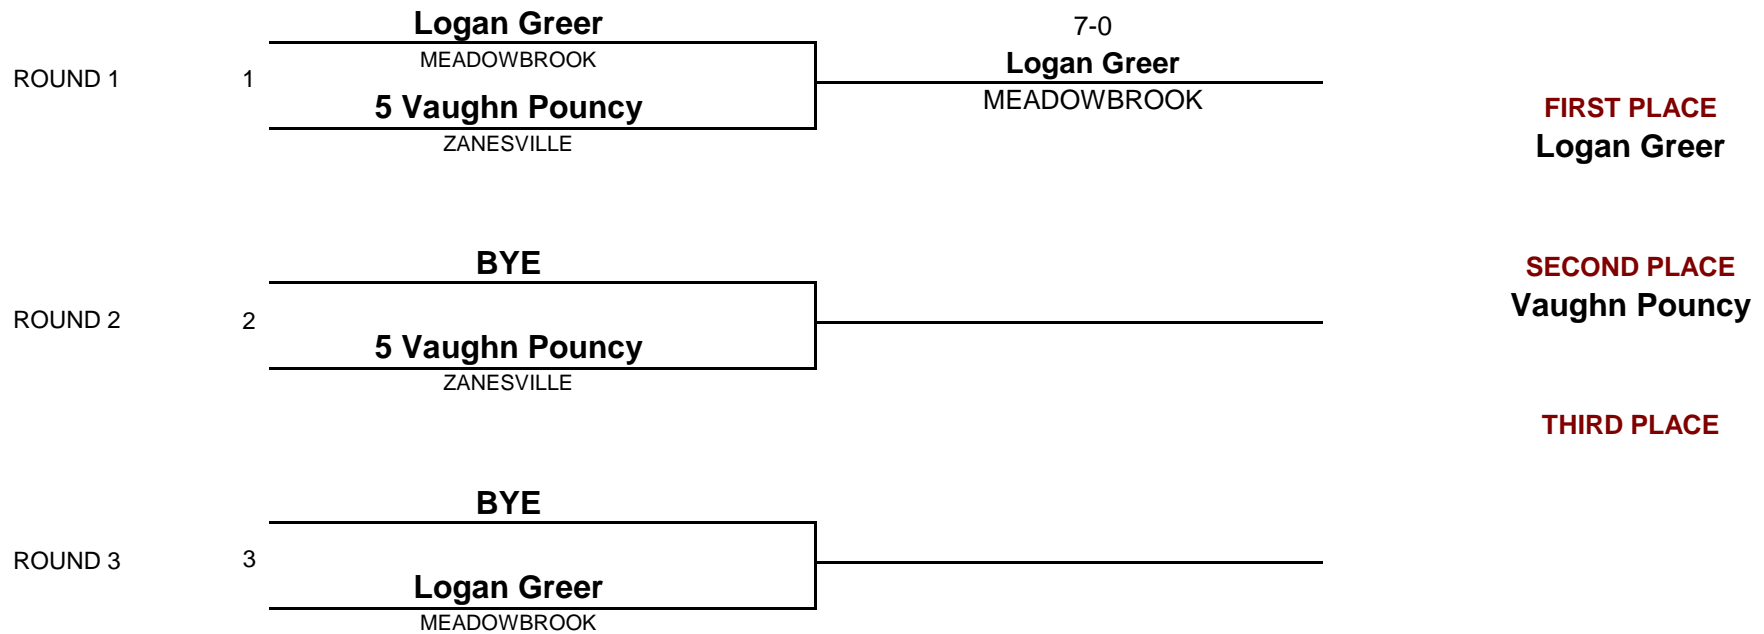 Logan Greer
MEADOWBROOK
ROUND 1
1
5 Vaughn Pouncy
ZANESVILLE
7-0
Logan Greer
MEADOWBROOK
FIRST PLACE
Logan Greer
BYE
ROUND 2
2
5 Vaughn Pouncy
ZANESVILLE
SECOND PLACE
Vaughn Pouncy
THIRD PLACE
BYE
ROUND 3
3
Logan Greer
MEADOWBROOK